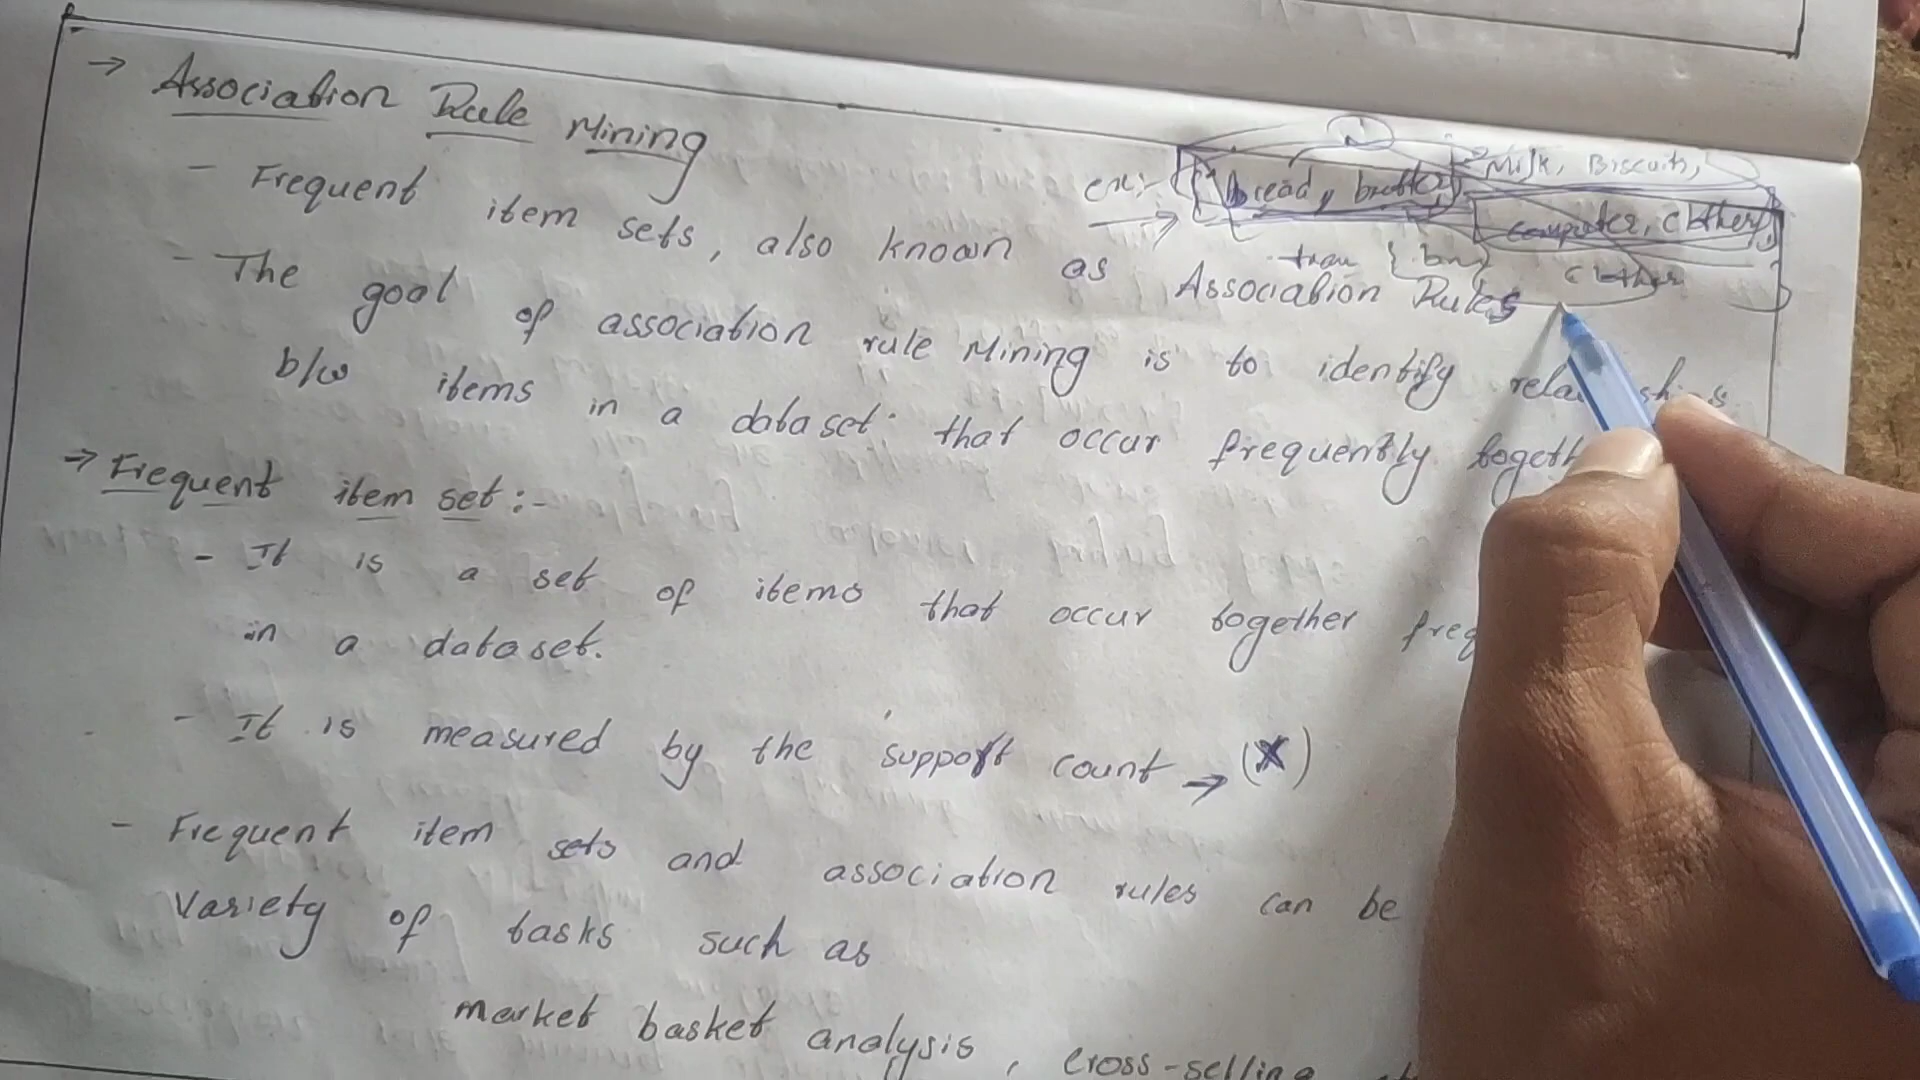 → Association Rule Mining
ex:- { bread, butter } → Milk, Biscuits,
computer, clother
clother
- Frequent item sets, also known as Association Rules
- The goal of association rule Mining is to identify
b/w items in a dataset that occur frequently
→ Frequent item set :-
- It is a set of items that occur together
in a dataset.
- It is measured by the support count → (X)
- Frequent item sets and association rules can be
Variety of tasks such as
market basket analysis, cross-selling